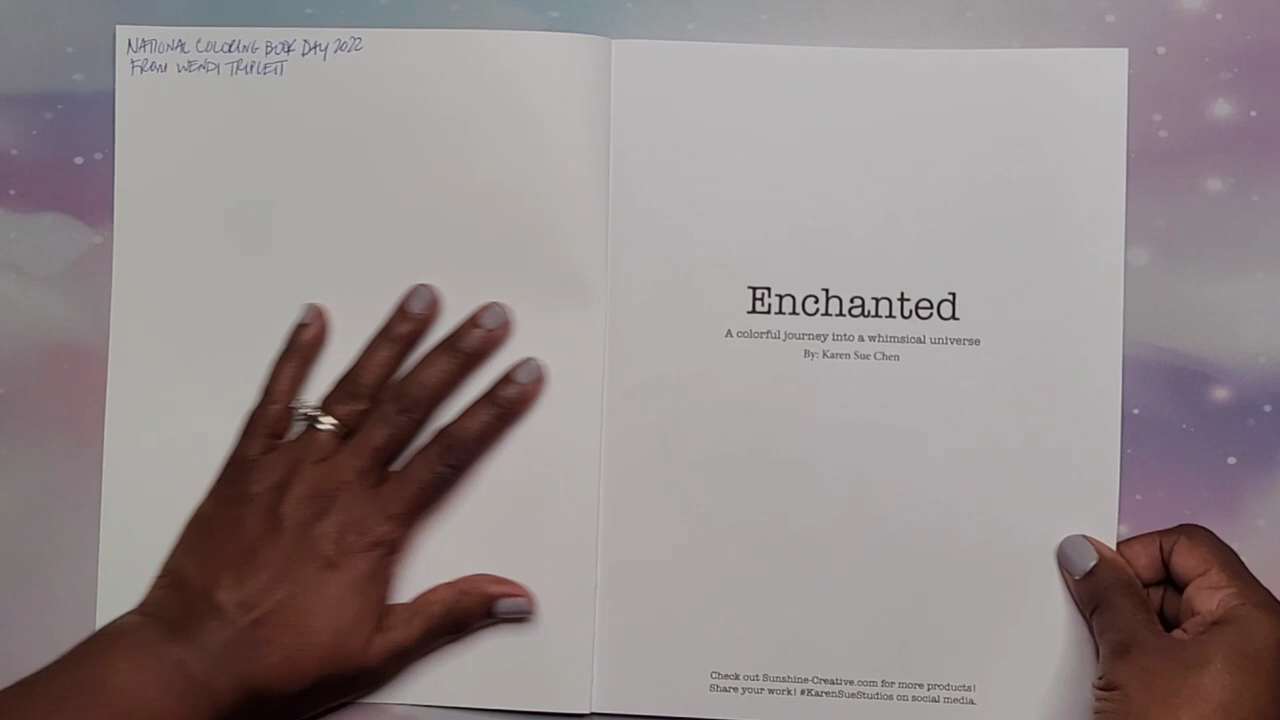 NATIONAL COLORING BOOK DAY 2022
FROM WENDI TRIPLETT
Enchanted
A colorful journey into a whimsical universe
By: Karen Sue Chen
Check out Sunshine-Creative.com for more products!
Share your work! #KarenSueStudios on social media.